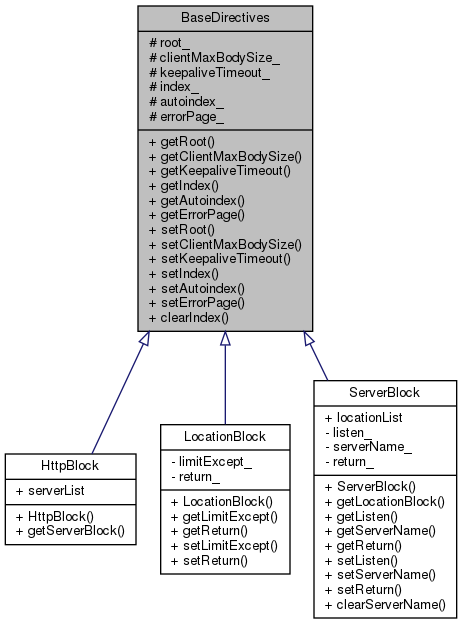 BaseDirectives
# root_
# clientMaxBodySize_
# keepaliveTimeout_
# index_
# autoindex_
# errorPage_
+ getRoot()
+ getClientMaxBodySize()
+ getKeepaliveTimeout()
+ getIndex()
+ getAutoindex()
+ getErrorPage()
+ setRoot()
+ setClientMaxBodySize()
+ setKeepaliveTimeout()
+ setIndex()
+ setAutoindex()
+ setErrorPage()
+ clearIndex()
HttpBlock
+ serverList
+ HttpBlock()
+ getServerBlock()
LocationBlock
- limitExcept_
- return_
+ LocationBlock()
+ getLimitExcept()
+ getReturn()
+ setLimitExcept()
+ setReturn()
ServerBlock
+ locationList
- listen_
- serverName_
- return_
+ ServerBlock()
+ getLocationBlock()
+ getListen()
+ getServerName()
+ getReturn()
+ setListen()
+ setServerName()
+ setReturn()
+ clearServerName()